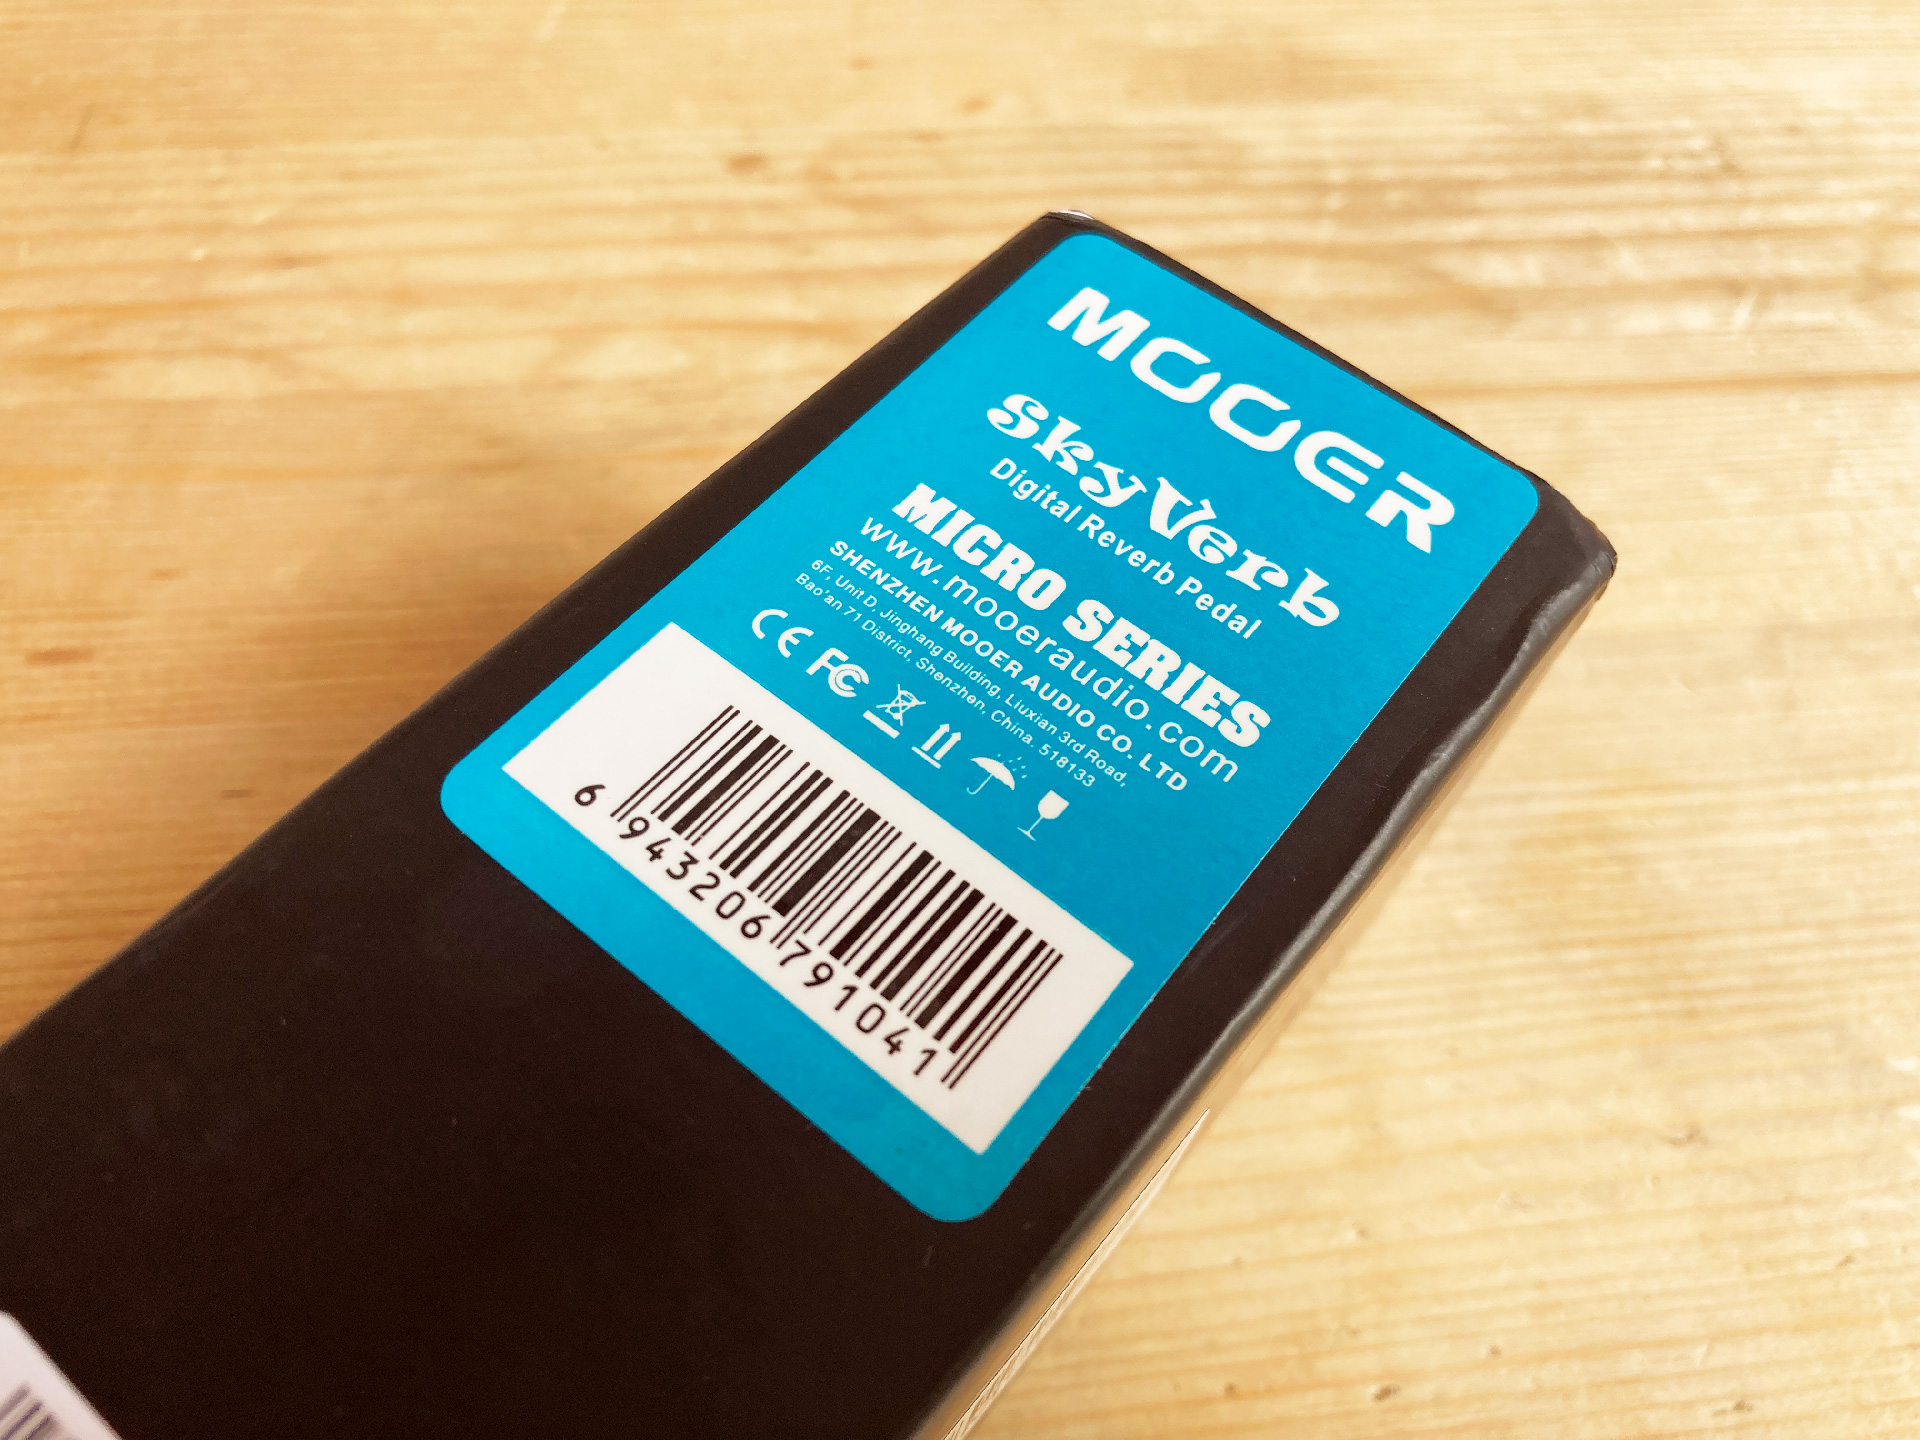 MOOER
SkyVerb
Digital Reverb Pedal
MICRO SERIES
www.mooeraudio.com
SHENZHEN MOOER AUDIO CO. LTD
6F, Unit D, Jinghang Building, Liuxian 3rd Road,
Bao'an 71 District, Shenzhen, China. 518133
CE FC
6 943206 791041